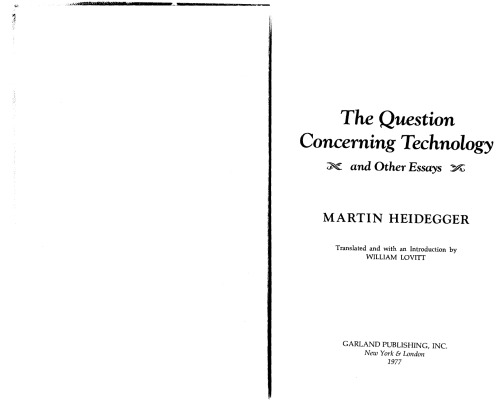 The Question
Concerning Technology
and Other Essays
MARTIN HEIDEGGER
Translated and with an Introduction by
WILLIAM LOVITT
GARLAND PUBLISHING, INC.
New York & London
1977